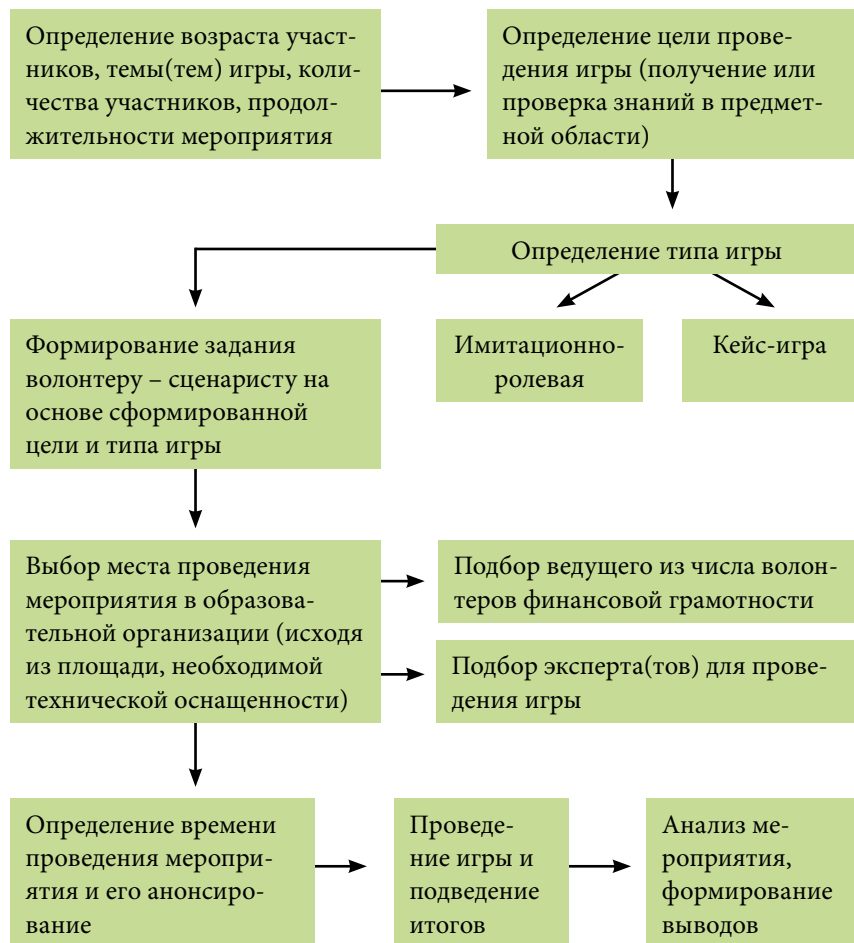 Определение возраста участ-
ников, темы(тем) игры, коли-
чества участников, продол-
жительности мероприятия
Определение цели прове-
дения игры (получение или
проверка знаний в предмет-
ной области)
Определение типа игры
Формирование задания
волонтеру – сценаристу на
основе сформированной
цели и типа игры
Имитационно-
ролевая
Кейс-игра
Выбор места проведения
мероприятия в образова-
тельной организации (исходя
из площади, необходимой
технической оснащенности)
Подбор ведущего из числа волон-
теров финансовой грамотности
Подбор эксперта(тов) для прове-
дения игры
Определение времени
проведения меропри-
ятия и его анонсиро-
вание
Проведе-
ние игры и
подведение
итогов
Анализ ме-
роприятия,
формирование
выводов